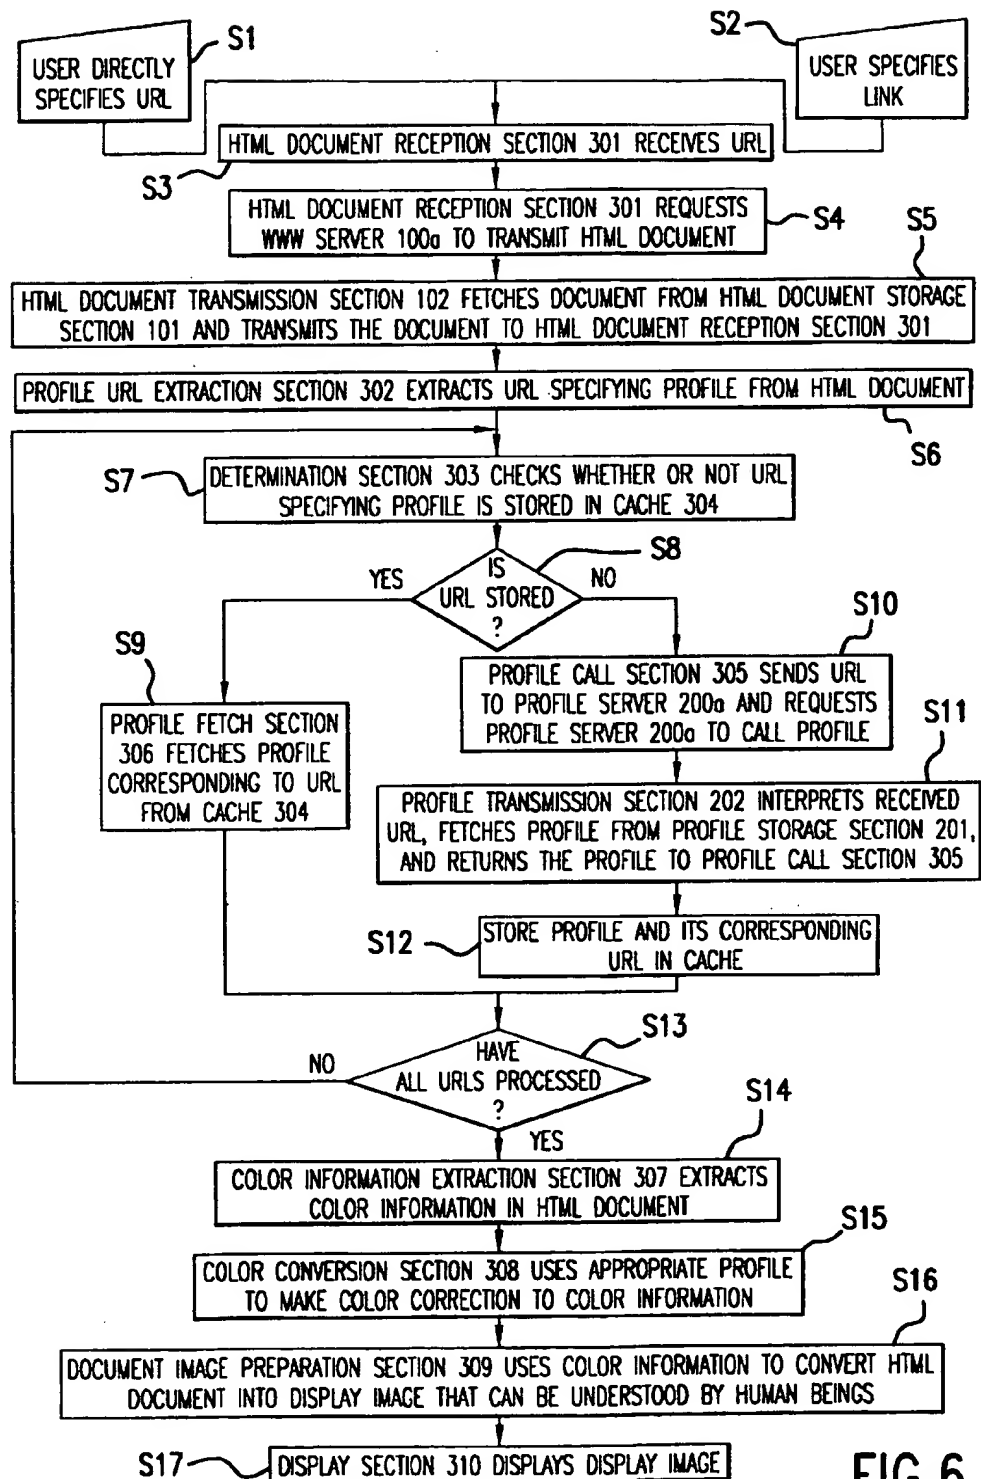 S1
USER DIRECTLY
SPECIFIES URL
S2
USER SPECIFIES
LINK
HTML DOCUMENT RECEPTION SECTION 301 RECEIVES URL
S3
HTML DOCUMENT RECEPTION SECTION 301 REQUESTS
WWW SERVER 100a TO TRANSMIT HTML DOCUMENT
S4
S5
HTML DOCUMENT TRANSMISSION SECTION 102 FETCHES DOCUMENT FROM HTML DOCUMENT STORAGE
SECTION 101 AND TRANSMITS THE DOCUMENT TO HTML DOCUMENT RECEPTION SECTION 301
PROFILE URL EXTRACTION SECTION 302 EXTRACTS URL SPECIFYING PROFILE FROM HTML DOCUMENT
S6
S7
DETERMINATION SECTION 303 CHECKS WHETHER OR NOT URL
SPECIFYING PROFILE IS STORED IN CACHE 304
S8
YES
IS
URL STORED
?
NO
S9
PROFILE FETCH SECTION
306 FETCHES PROFILE
CORRESPONDING TO URL
FROM CACHE 304
S10
PROFILE CALL SECTION 305 SENDS URL
TO PROFILE SERVER 200a AND REQUESTS
PROFILE SERVER 200a TO CALL PROFILE
S11
PROFILE TRANSMISSION SECTION 202 INTERPRETS RECEIVED
URL, FETCHES PROFILE FROM PROFILE STORAGE SECTION 201,
AND RETURNS THE PROFILE TO PROFILE CALL SECTION 305
S12
STORE PROFILE AND ITS CORRESPONDING
URL IN CACHE
S13
NO
HAVE
ALL URLS PROCESSED
?
YES
S14
COLOR INFORMATION EXTRACTION SECTION 307 EXTRACTS
COLOR INFORMATION IN HTML DOCUMENT
S15
COLOR CONVERSION SECTION 308 USES APPROPRIATE PROFILE
TO MAKE COLOR CORRECTION TO COLOR INFORMATION
S16
DOCUMENT IMAGE PREPARATION SECTION 309 USES COLOR INFORMATION TO CONVERT HTML
DOCUMENT INTO DISPLAY IMAGE THAT CAN BE UNDERSTOOD BY HUMAN BEINGS
S17
DISPLAY SECTION 310 DISPLAYS DISPLAY IMAGE
FIG.6